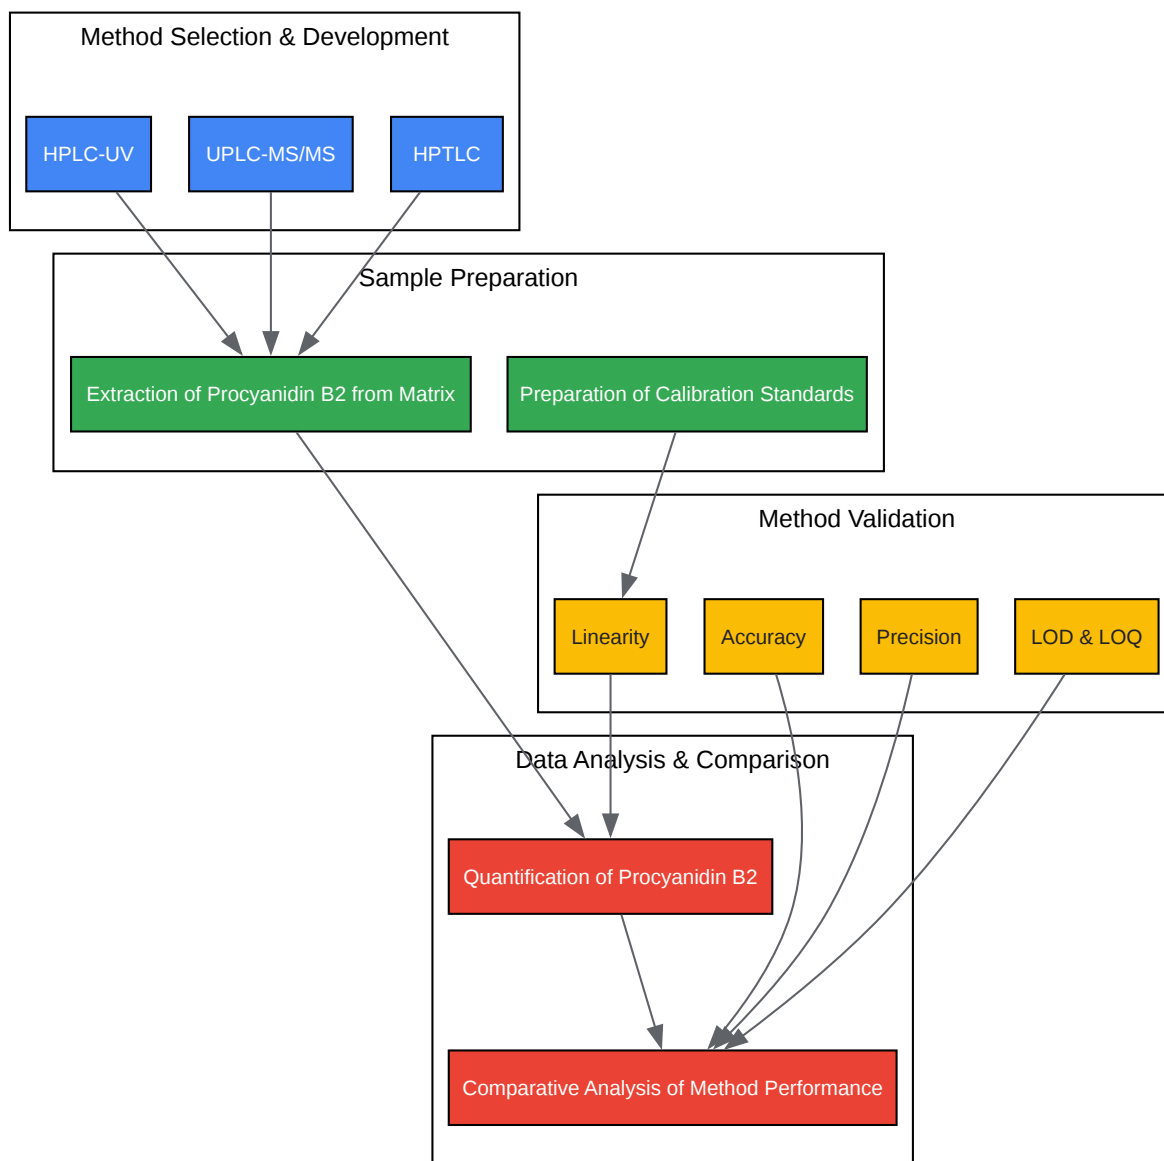 Method Selection & Development
HPLC-UV
UPLC-MS/MS
HPTLC
Sample Preparation
Extraction of Procyanidin B2 from Matrix
Preparation of Calibration Standards
Method Validation
Linearity
Accuracy
Precision
LOD & LOQ
Data Analysis & Comparison
Quantification of Procyanidin B2
Comparative Analysis of Method Performance